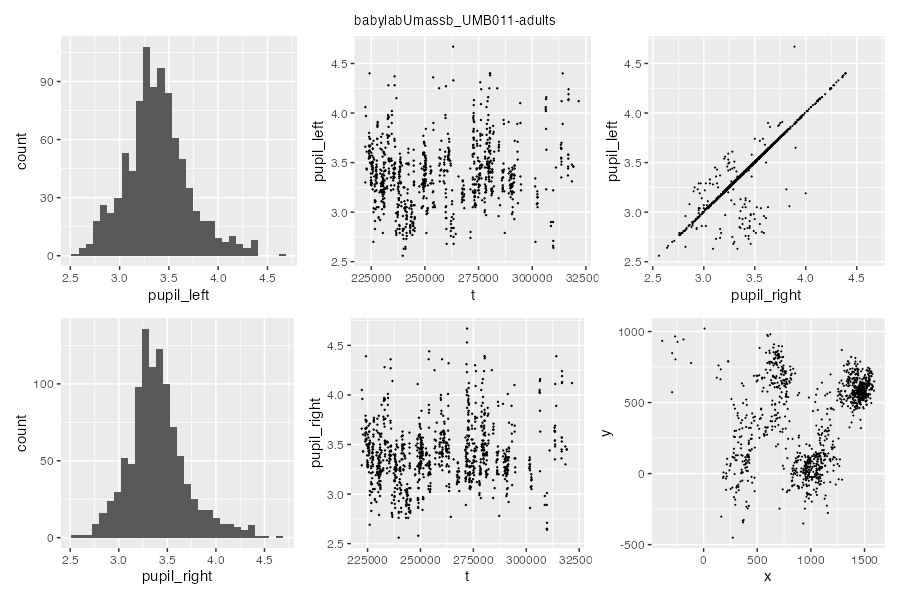 babylabUmassb_UMB011-adults
count
90
60
30
0
2.5 3.0 3.5 4.0 4.5
pupil_left
pupil_left
4.5
4.0
3.5
3.0
2.5
225000 250000 275000 300000 32500
t
pupil_left
4.5
4.0
3.5
3.0
2.5
2.5 3.0 3.5 4.0 4.5
pupil_right
count
100
50
0
2.5 3.0 3.5 4.0 4.5
pupil_right
pupil_right
4.5
4.0
3.5
3.0
2.5
225000 250000 275000 300000 325000
t
y
1000
500
0
-500
0 500 1000 1500
x